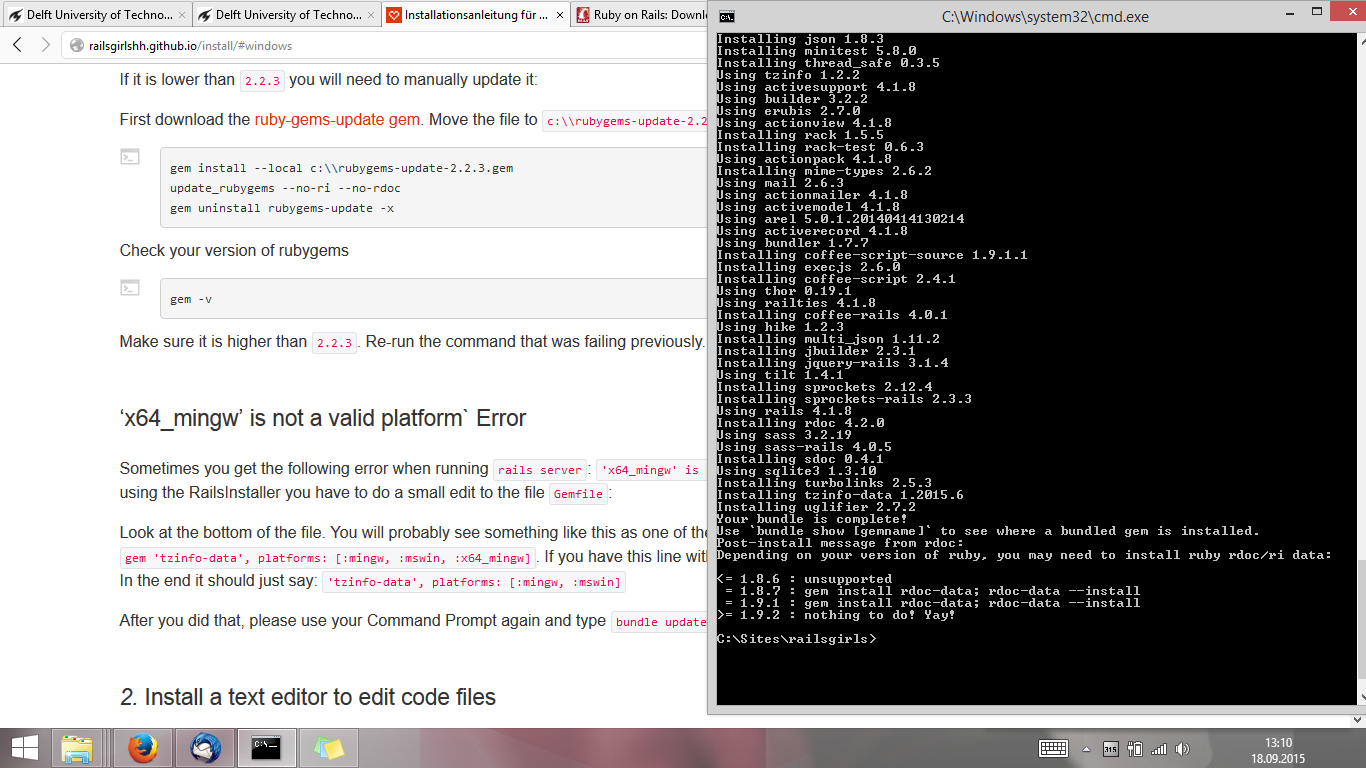 Delft University of Techno...
Delft University of Techno...
Installationsanleitung für ...
Ruby on Rails: Downl
railsgirlshh.github.io/install/#windows
If it is lower than 2.2.3 you will need to manually update it:
First download the ruby-gems-update gem. Move the file to c:\\rubygems-update-2.2
gem install --local c:\\rubygems-update-2.2.3.gem
update_rubygems --no-ri --no-rdoc
gem uninstall rubygems-update -x
Check your version of rubygems
gem -v
Make sure it is higher than 2.2.3. Re-run the command that was failing previously.
‘x64_mingw’ is not a valid platform` Error
Sometimes you get the following error when running rails server: 'x64_mingw' is
using the RailsInstaller you have to do a small edit to the file Gemfile:
Look at the bottom of the file. You will probably see something like this as one of the
gem 'tzinfo-data', platforms: [:mingw, :mswin, :x64_mingw]. If you have this line wit
In the end it should just say: 'tzinfo-data', platforms: [:mingw, :mswin]
After you did that, please use your Command Prompt again and type bundle update
2. Install a text editor to edit code files
C:\Windows\system32\cmd.exe
Installing json 1.8.3
Installing minitest 5.8.0
Installing thread_safe 0.3.5
Using tzinfo 1.2.2
Using activesupport 4.1.8
Using builder 3.2.2
Using erubis 2.7.0
Using actionview 4.1.8
Installing rack 1.5.5
Installing rack-test 0.6.3
Using actionpack 4.1.8
Installing mime-types 2.6.2
Using mail 2.6.3
Using actionmailer 4.1.8
Using activemodel 4.1.8
Using arel 5.0.1.20140414130214
Using activerecord 4.1.8
Using bundler 1.7.7
Installing coffee-script-source 1.9.1.1
Installing execjs 2.6.0
Installing coffee-script 2.4.1
Using thor 0.19.1
Using railties 4.1.8
Installing coffee-rails 4.0.1
Using hike 1.2.3
Installing multi_json 1.11.2
Installing jbuilder 2.3.1
Installing jquery-rails 3.1.4
Using tilt 1.4.1
Installing sprockets 2.12.4
Installing sprockets-rails 2.3.3
Using rails 4.1.8
Installing rdoc 4.2.0
Using sass 3.2.19
Using sass-rails 4.0.5
Installing sdoc 0.4.1
Using sqlite3 1.3.10
Installing turbolinks 2.5.3
Installing tzinfo-data 1.2015.6
Installing uglifier 2.7.2
Your bundle is complete!
Use `bundle show [gemname]` to see where a bundled gem is installed.
Post-install message from rdoc:
Depending on your version of ruby, you may need to install ruby rdoc/ri data:
<= 1.8.6 : unsupported
= 1.8.7 : gem install rdoc-data; rdoc-data --install
= 1.9.1 : gem install rdoc-data; rdoc-data --install
>= 1.9.2 : nothing to do! Yay!
C:\Sites\railsgirls>
C:\
315
13:10
18.09.2015